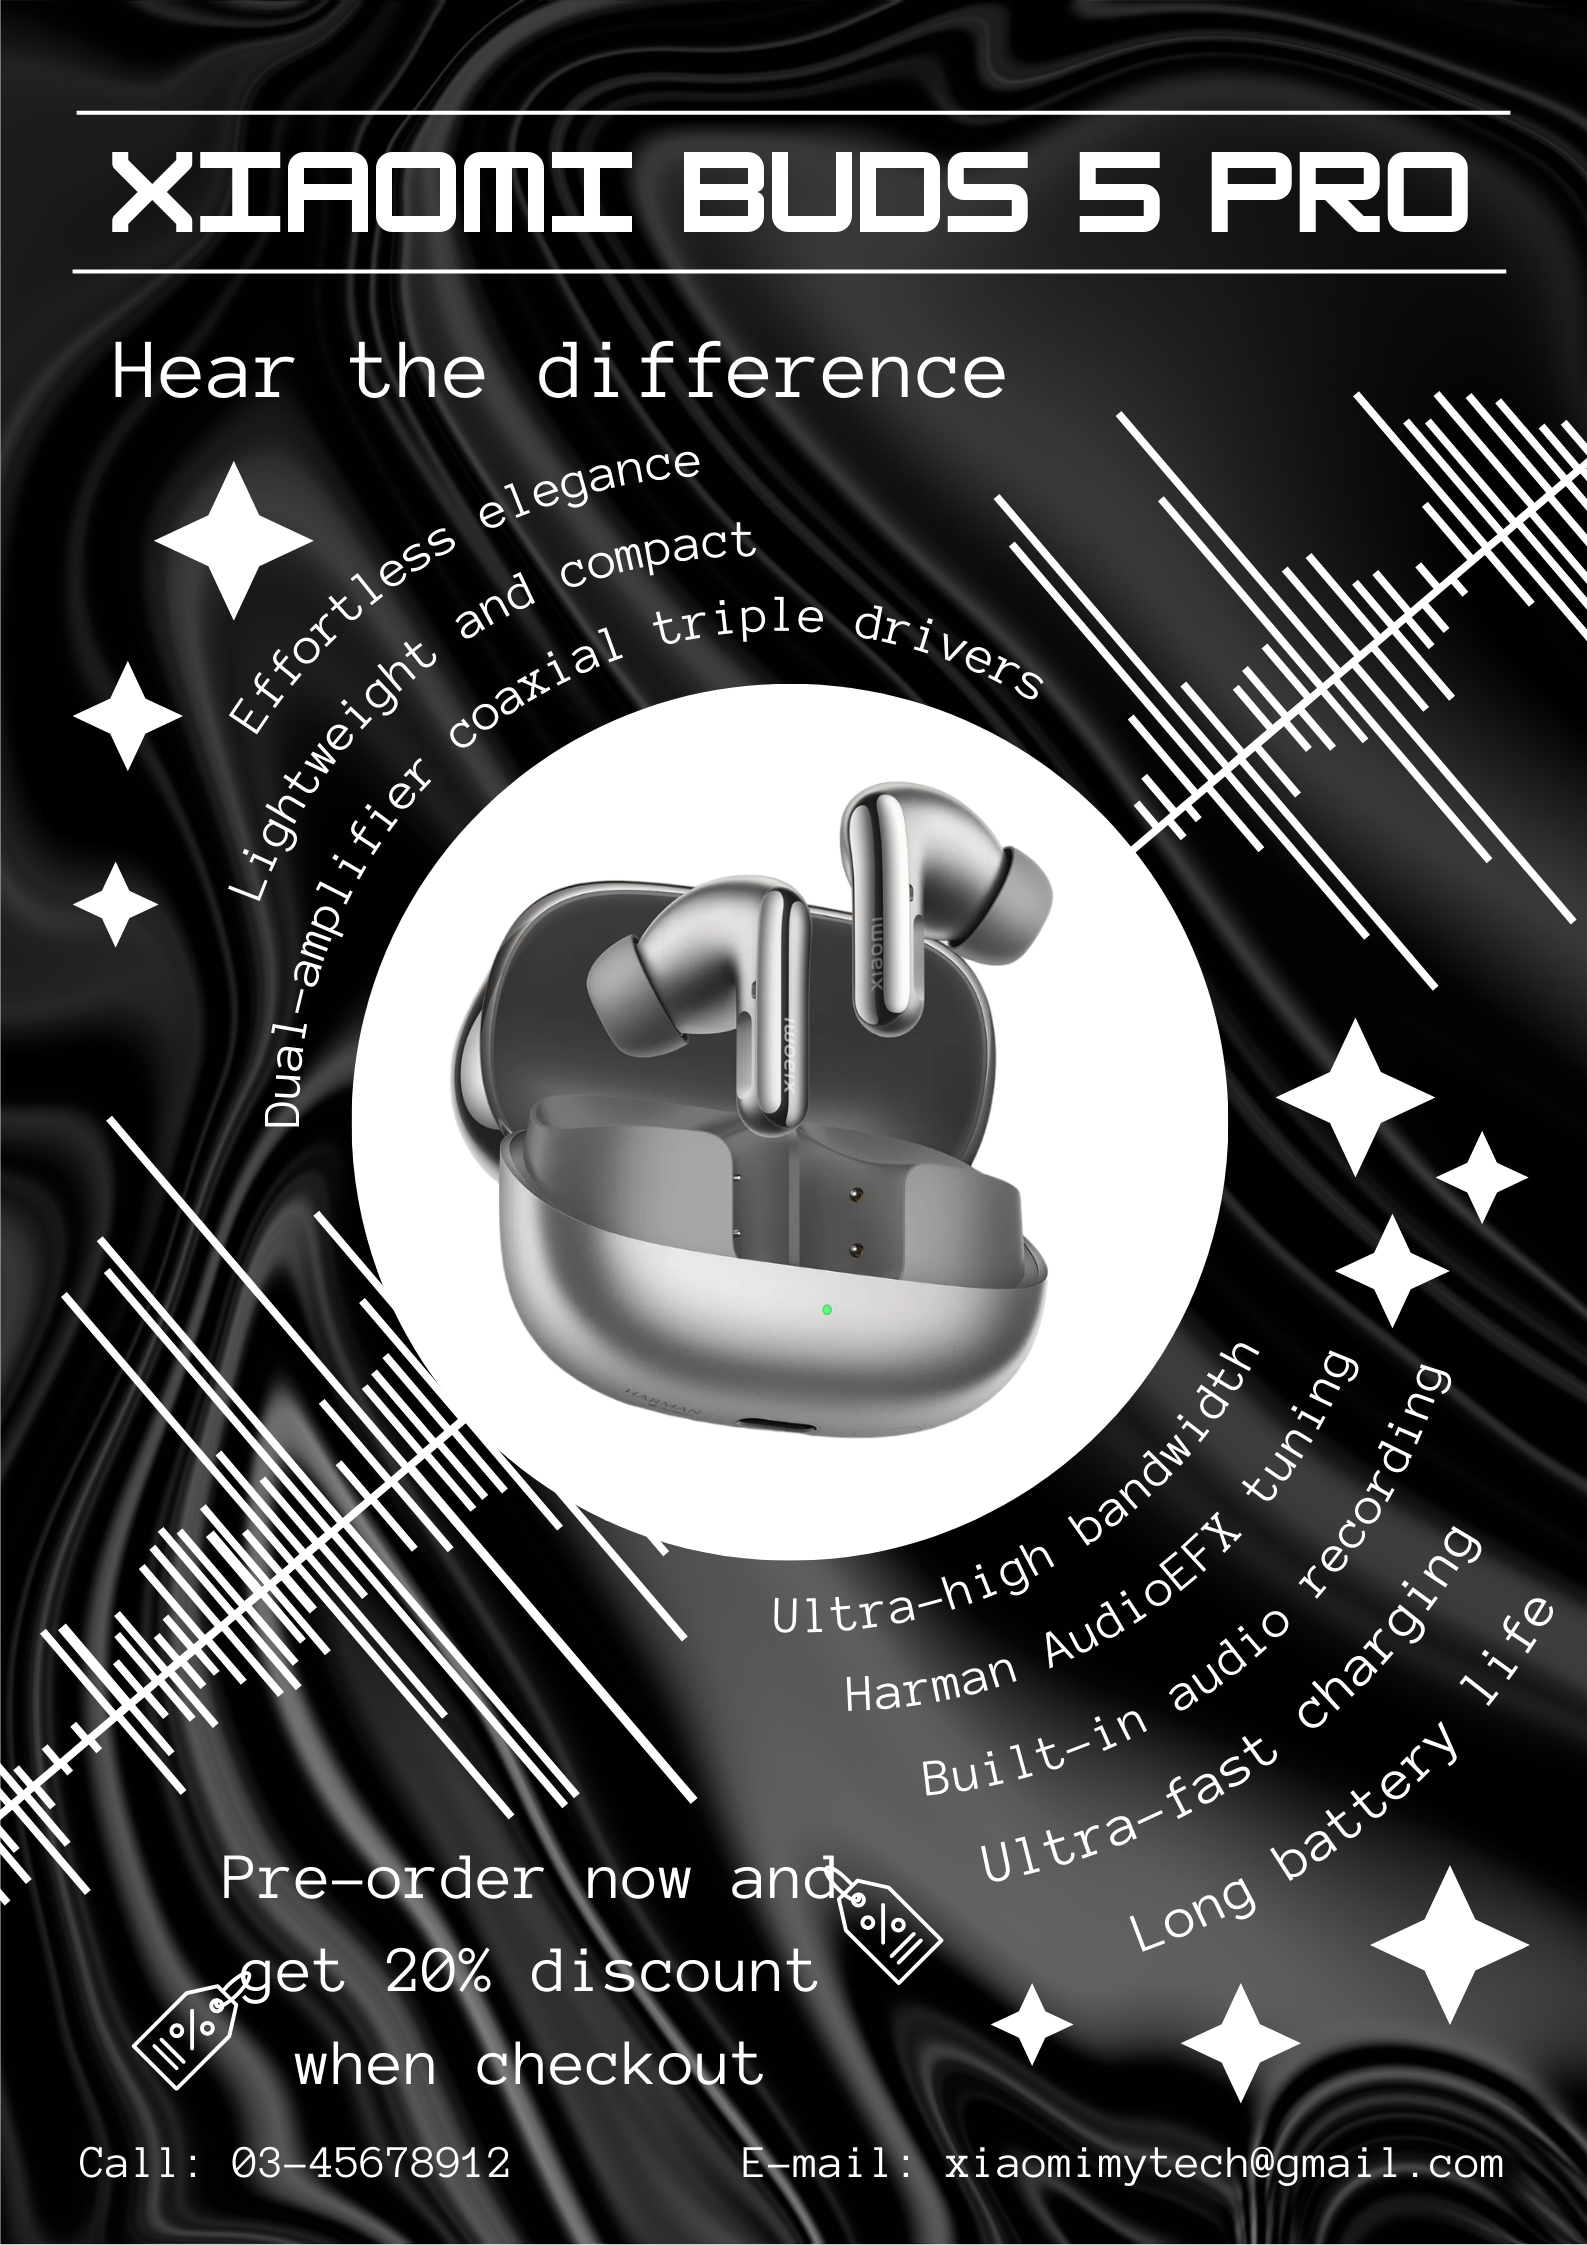 XIAOMI BUDS 5 PRO
Hear the difference
Effortless elegance
Lightweight and compact
Dual-amplifier coaxial triple drivers
xiaomi
xiaomi
HARMAN
Ultra-high bandwidth
Harman AudioEFX tuning
Built-in audio recording
Ultra-fast charging
Long battery life
Pre-order now and
get 20% discount
when checkout
Call: 03-45678912
E-mail: xiaomimytech@gmail.com